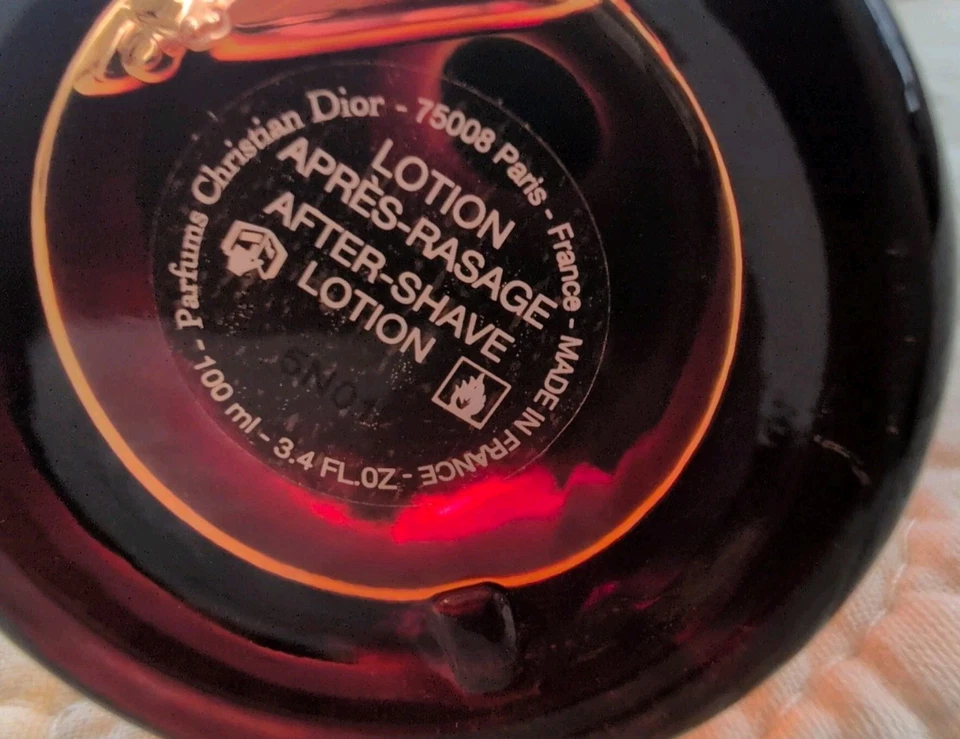 Parfums Christian Dior - 75008 Paris - France - MADE IN FRANCE - 3.4 FL.OZ - 100 ml -
LOTION
APRÈS-RASAGE
AFTER-SHAVE
LOTION